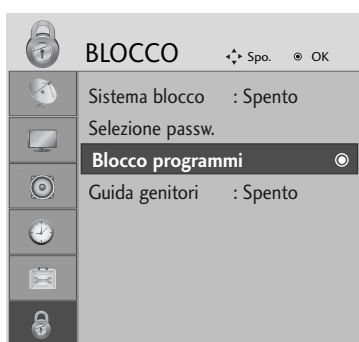 BLOCCO Spo. OK
Sistema blocco : Spento
Selezione passw.
Blocco programmi
Guida genitori : Spento